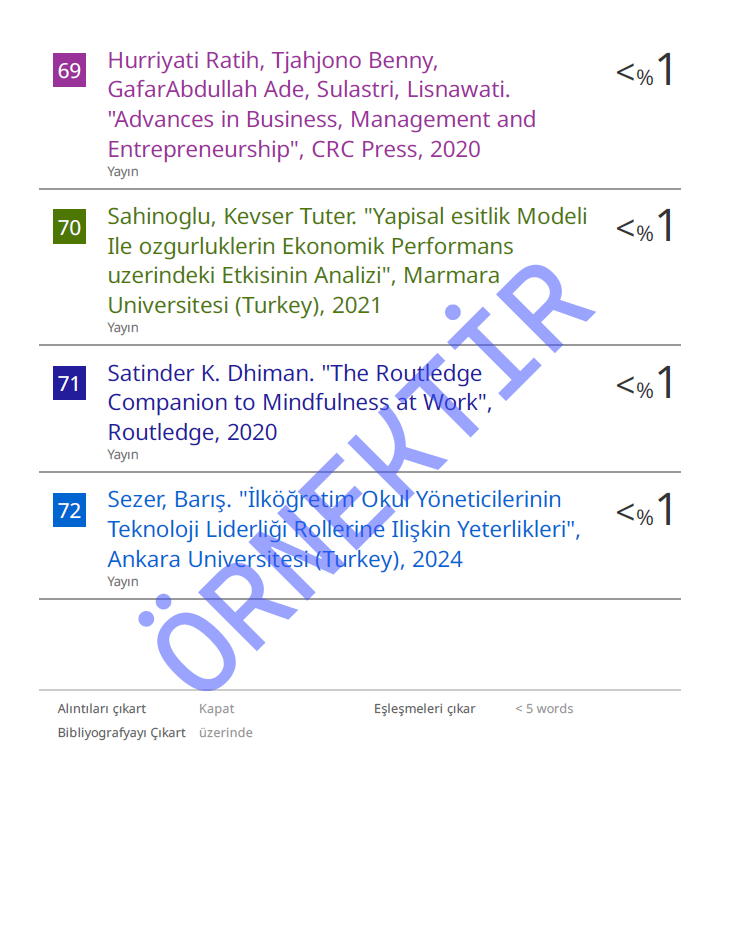 69
Hurriyati Ratih, Tjahjono Benny,
GafarAbdullah Ade, Sulastri, Lisnawati.
"Advances in Business, Management and
Entrepreneurship", CRC Press, 2020
Yayın
<%1
70
Sahinoglu, Kevser Tuter. "Yapisal esitlik Modeli
Ile ozgurluklerin Ekonomik Performans
uzerindeki Etkisinin Analizi", Marmara
Universitesi (Turkey), 2021
Yayın
<%1
71
Satinder K. Dhiman. "The Routledge
Companion to Mindfulness at Work",
Routledge, 2020
Yayın
<%1
72
Sezer, Barış. "İlköğretim Okul Yöneticilerinin
Teknoloji Liderliği Rollerine Ilişkin Yeterlikleri",
Ankara Universitesi (Turkey), 2024
Yayın
<%1
ÖRNEKTİR
Alıntıları çıkart Kapat Eşleşmeleri çıkar < 5 words
Bibliyografyayı Çıkart üzerinde